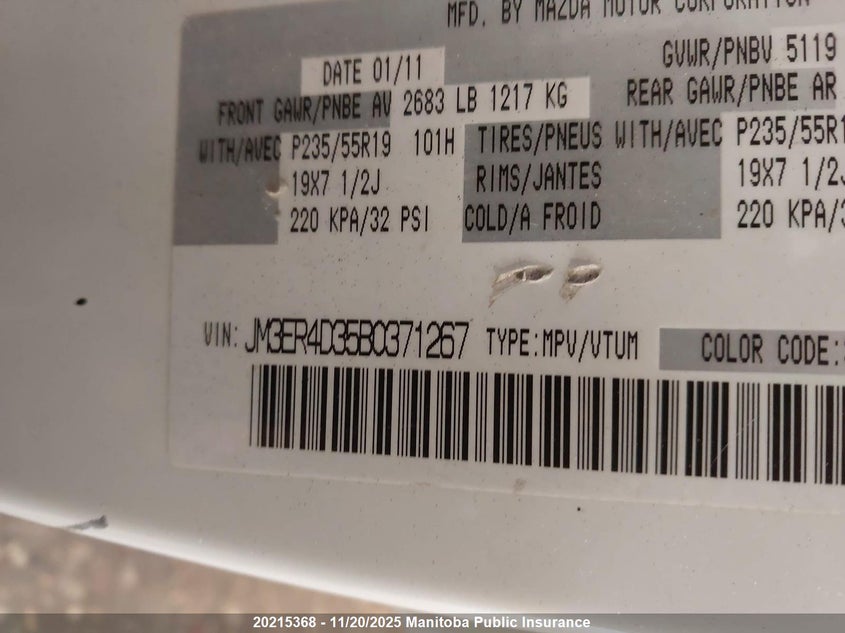 MFD. BY MAZDA MOTOR CORPORATION
DATE 01/11 GVWR/PNBV 5119
FRONT GAWR/PNBE AV 2683 LB 1217 KG REAR GAWR/PNBE AR
WITH/AVEC P235/55R19 101H TIRES/PNEUS WITH/AVEC P235/55R1
19X7 1/2J RIMS/JANTES 19X7 1/2J
220 KPA/32 PSI COLD/A FROID 220 KPA/3
VIN: JM3ER4D35B0371267 TYPE:MPV/VTUM COLOR CODE:
20215368 - 11/20/2025 Manitoba Public Insurance